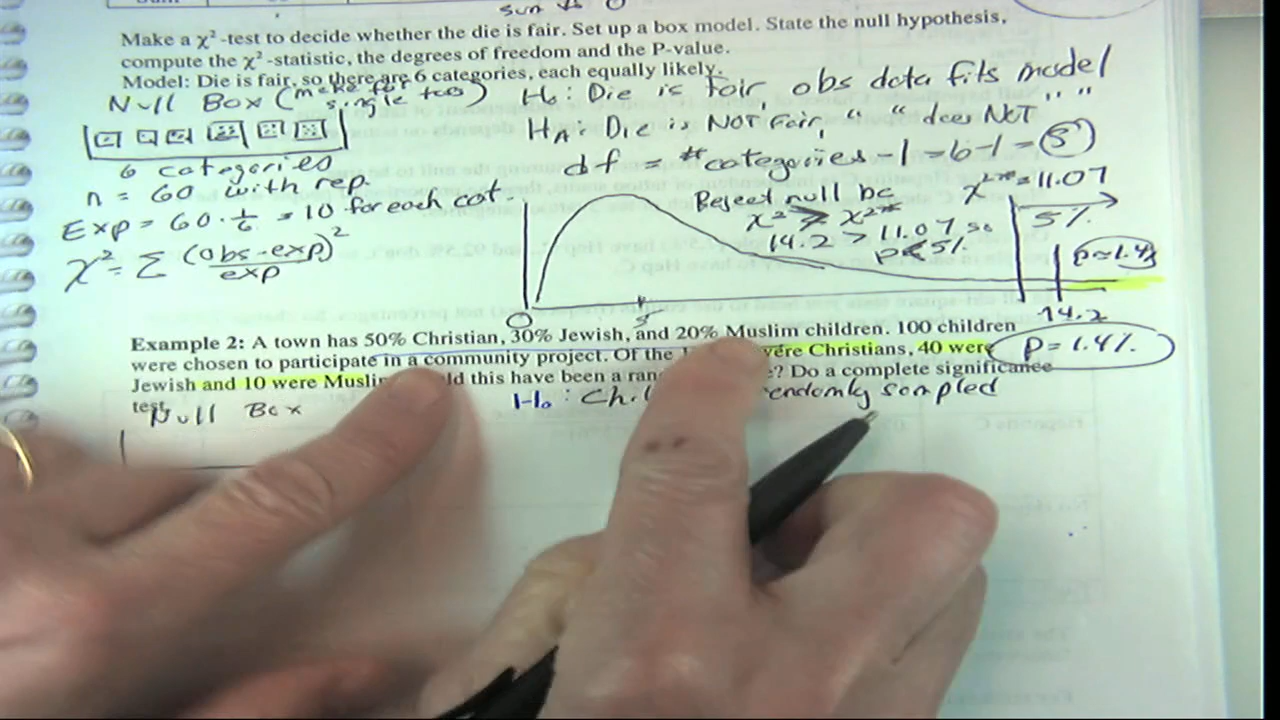 sum is 0
Make a χ²-test to decide whether the die is fair. Set up a box model. State the null hypothesis,
compute the χ²-statistic, the degrees of freedom and the P-value.
Model: Die is fair, so there are 6 categories, each equally likely.
Null Box (make for single toss)
H₀: Die is fair, obs data fits model
HA: Die is NOT Fair, " " does NOT " "
6 categories
df = #categories - 1 = 6-1 = 5
n = 60 with rep.
Exp = 60 · 1/6 = 10 for each cat.
χ² = Σ (obs-exp)²/exp
Reject null bc
χ² > χ²*
14.2 > 11.07 so
p < 5%
χ²* = 11.07
5%
p≈1.4%
0
5
14.2
p = 1.4%
Example 2: A town has 50% Christian, 30% Jewish, and 20% Muslim children. 100 children
were chosen to participate in a community project. Of the were Christians, 40 were
Jewish and 10 were Muslim this have been a ran ? Do a complete significance
test.
Null Box
H₀: Chil randomly sampled